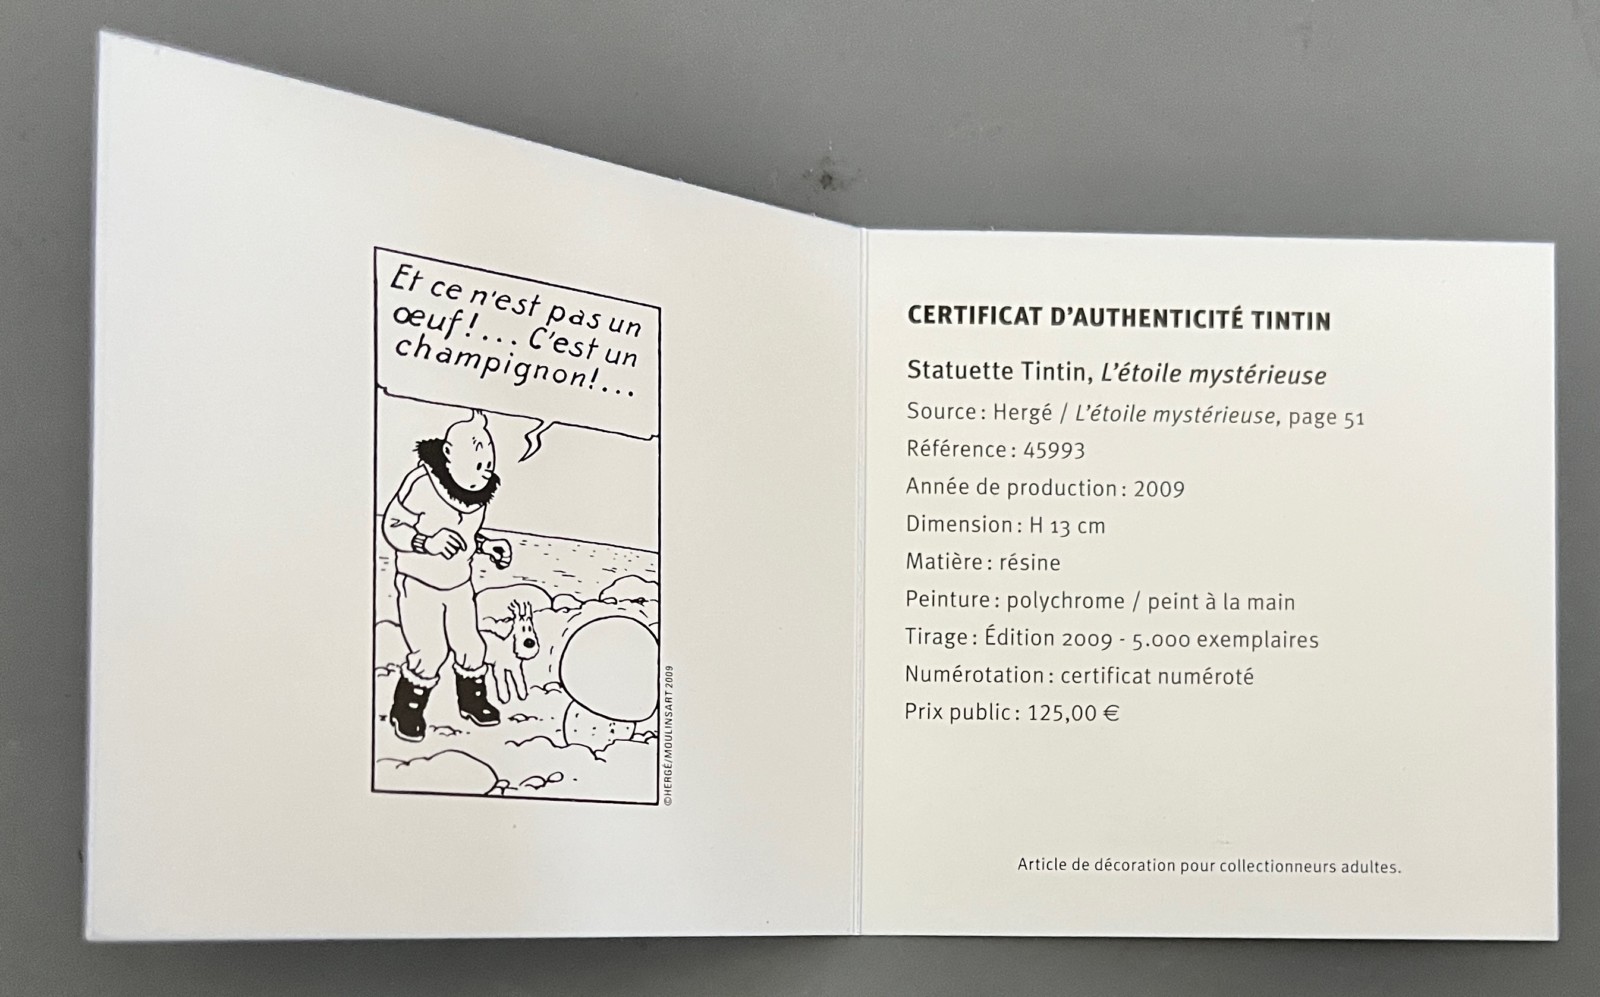 Et ce n'est pas un
œuf!... C'est un
champignon!...
©HERGÉ/MOULINSART 2009
CERTIFICAT D'AUTHENTICITÉ TINTIN
Statuette Tintin, L'étoile mystérieuse
Source : Hergé / L'étoile mystérieuse, page 51
Référence : 45993
Année de production : 2009
Dimension : H 13 cm
Matière : résine
Peinture : polychrome / peint à la main
Tirage : Édition 2009 - 5.000 exemplaires
Numérotation : certificat numéroté
Prix public : 125,00 €
Article de décoration pour collectionneurs adultes.